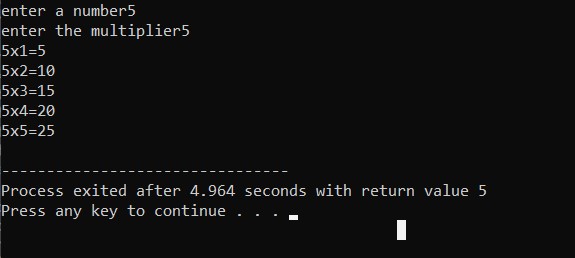 enter a number5
enter the multiplier5
5x1=5
5x2=10
5x3=15
5x4=20
5x5=25
--------------------------------
Process exited after 4.964 seconds with return value 5
Press any key to continue . . .